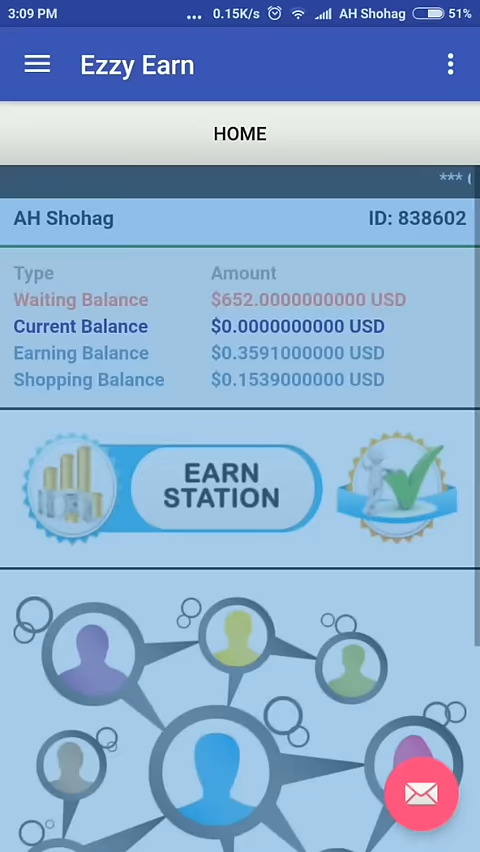 3:09 PM ... 0.15K/s AH Shohag 51%
Ezzy Earn
HOME
*** (
AH Shohag ID: 838602
Type Amount
Waiting Balance $652.0000000000 USD
Current Balance $0.0000000000 USD
Earning Balance $0.3591000000 USD
Shopping Balance $0.1539000000 USD
EARN
STATION